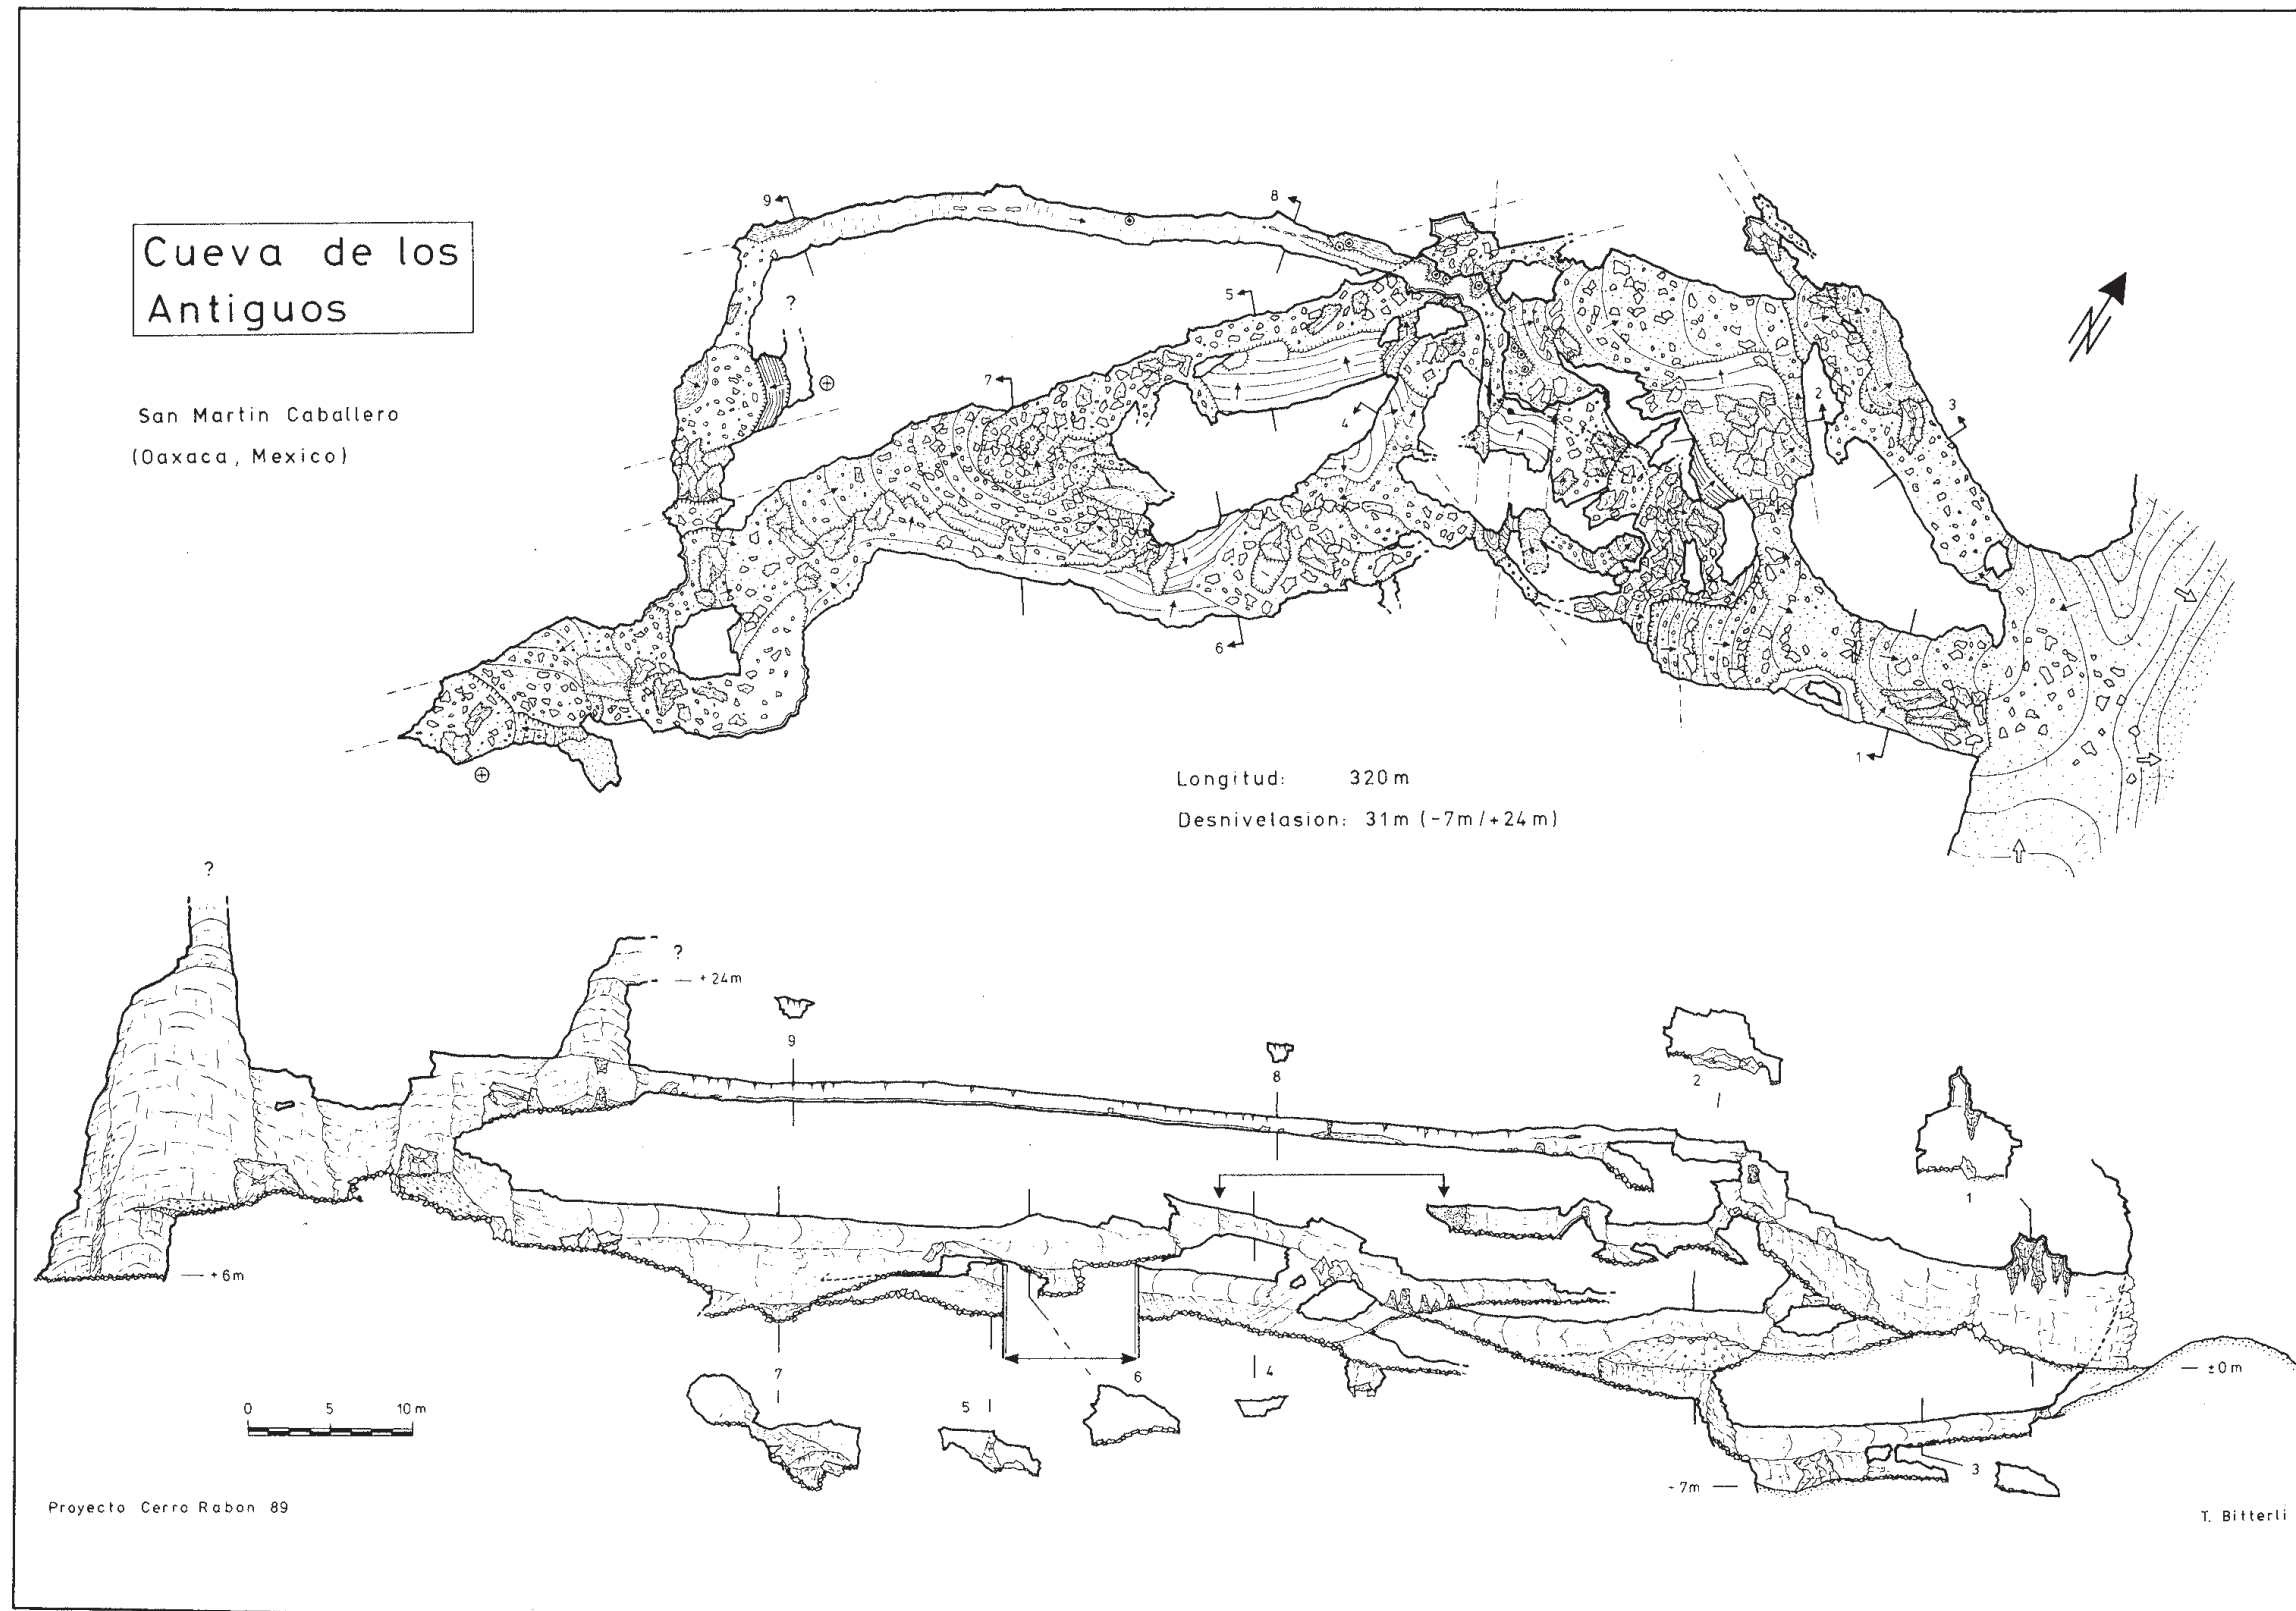 Cueva de los
Antiguos
San Martin Caballero
(Oaxaca, Mexico)
9
8
?
5
7
4
2
3
6
1
N
Longitud: 320m
Desnivelasion: 31m (-7m/+24m)
?
?
+24m
9
8
2
1
+6m
±0m
7
5
6
4
3
-7m
0 5 10m
Proyecto Cerro Rabon 89
T. Bitterli